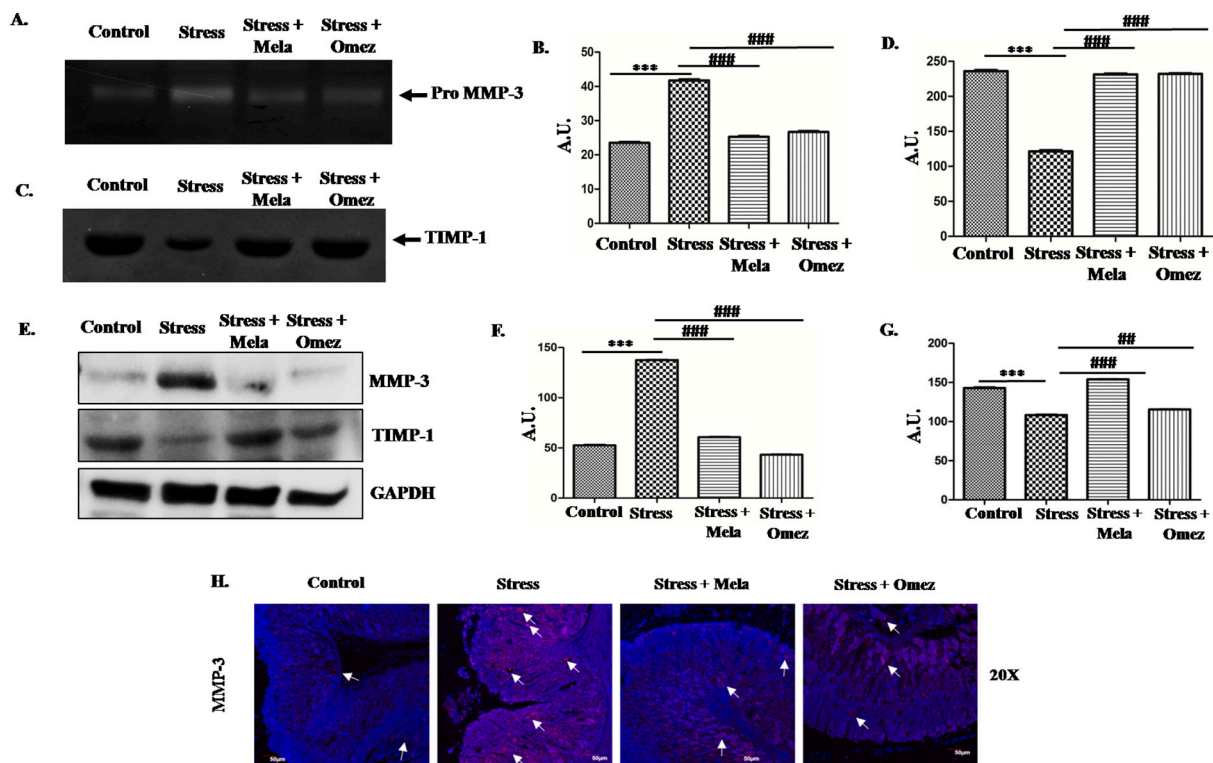 A.
Control
Stress
Stress +
Mela
Stress +
Omez
Pro MMP-3
B.
A.U.
50
40
30
20
10
0
***
###
###
Control
Stress
Stress +
Mela
Stress +
Omez
C.
Control
Stress
Stress +
Mela
Stress +
Omez
TIMP-1
D.
A.U.
250
200
150
100
50
0
***
###
###
Control
Stress
Stress +
Mela
Stress +
Omez
E.
Control
Stress
Stress +
Mela
Stress +
Omez
MMP-3
TIMP-1
GAPDH
F.
A.U.
150
100
50
0
***
###
###
Control
Stress
Stress +
Mela
Stress +
Omez
G.
A.U.
200
150
100
50
0
***
###
##
Control
Stress
Stress +
Mela
Stress +
Omez
H.
Control
Stress
Stress + Mela
Stress + Omez
MMP-3
50μm
50μm
50μm
50μm
20X